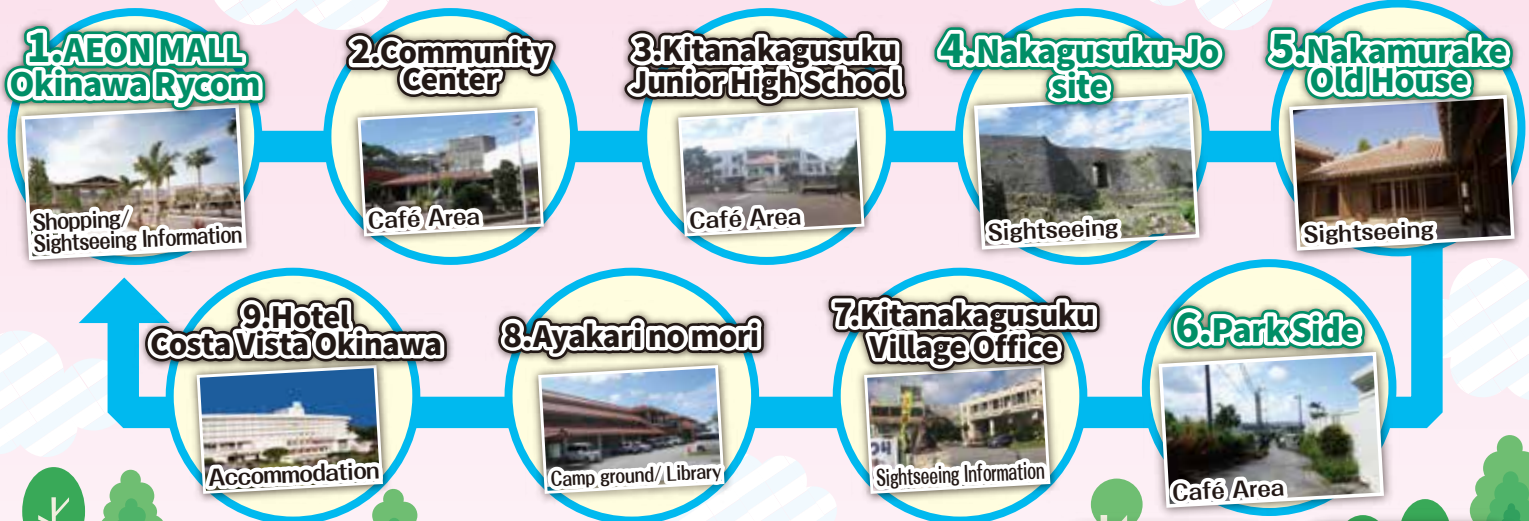 1.AEON MALL
Okinawa Rycom
Shopping/
Sightseeing Information
2.Community
Center
Café Area
3.Kitanakagusuku
Junior High School
Café Area
4.Nakagusuku-Jo
site
Sightseeing
5.Nakamurake
Old House
Sightseeing
6.Park Side
Café Area
7.Kitanakagusuku
Village Office
Sightseeing Information
8.Ayakari no mori
Camp ground/ Library
9.Hotel
Costa Vista Okinawa
Accommodation